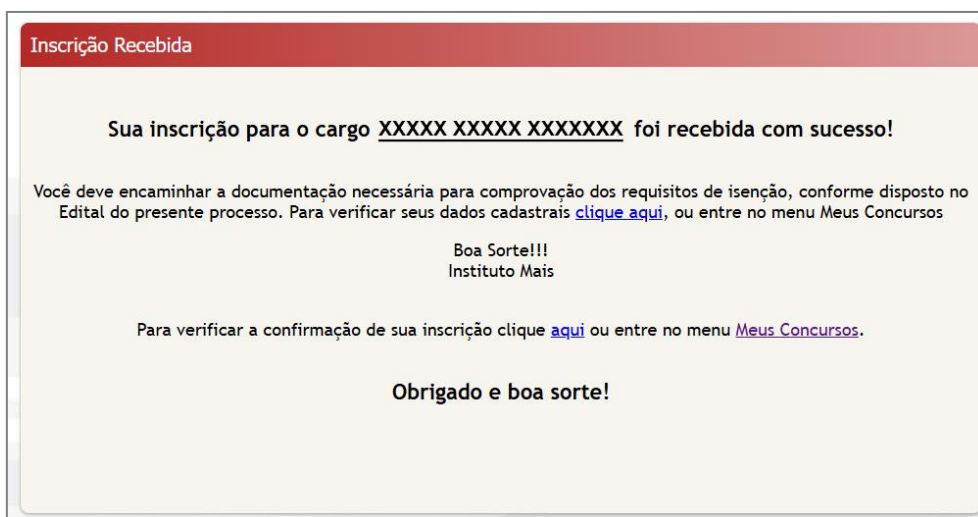 Inscrição Recebida
Sua inscrição para o cargo XXXXX XXXXX XXXXXXX foi recebida com sucesso!
Você deve encaminhar a documentação necessária para comprovação dos requisitos de isenção, conforme disposto no
Edital do presente processo. Para verificar seus dados cadastrais clique aqui, ou entre no menu Meus Concursos
Boa Sorte!!!
Instituto Mais
Para verificar a confirmação de sua inscrição clique aqui ou entre no menu Meus Concursos.
Obrigado e boa sorte!